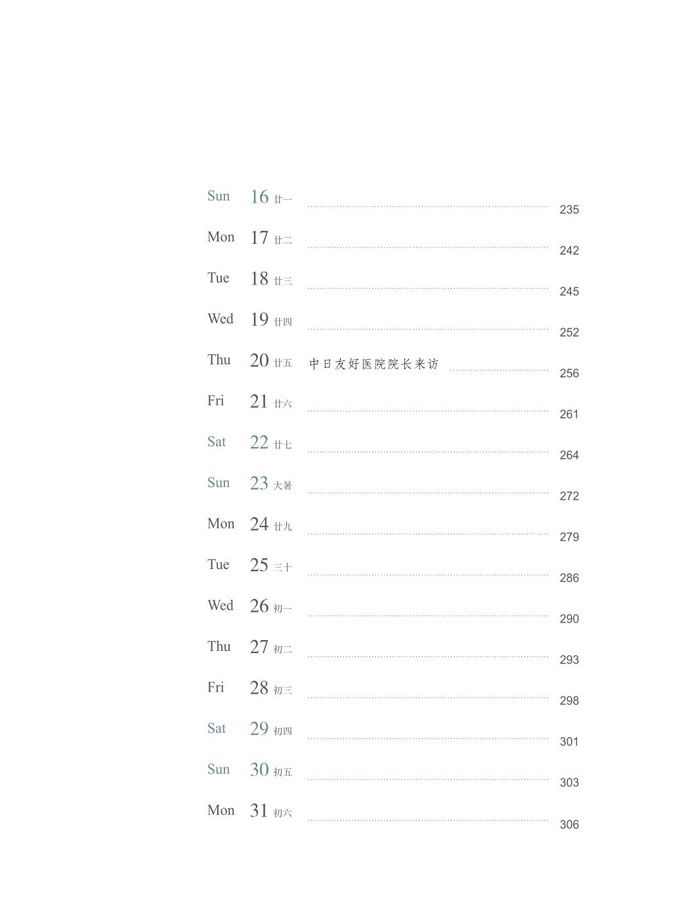 Sun 16 廿一 235
Mon 17 廿二 242
Tue 18 廿三 245
Wed 19 廿四 252
Thu 20 廿五 中日友好医院院长来访 256
Fri 21 廿六 261
Sat 22 廿七 264
Sun 23 大暑 272
Mon 24 廿九 279
Tue 25 三十 286
Wed 26 初一 290
Thu 27 初二 293
Fri 28 初三 298
Sat 29 初四 301
Sun 30 初五 303
Mon 31 初六 306